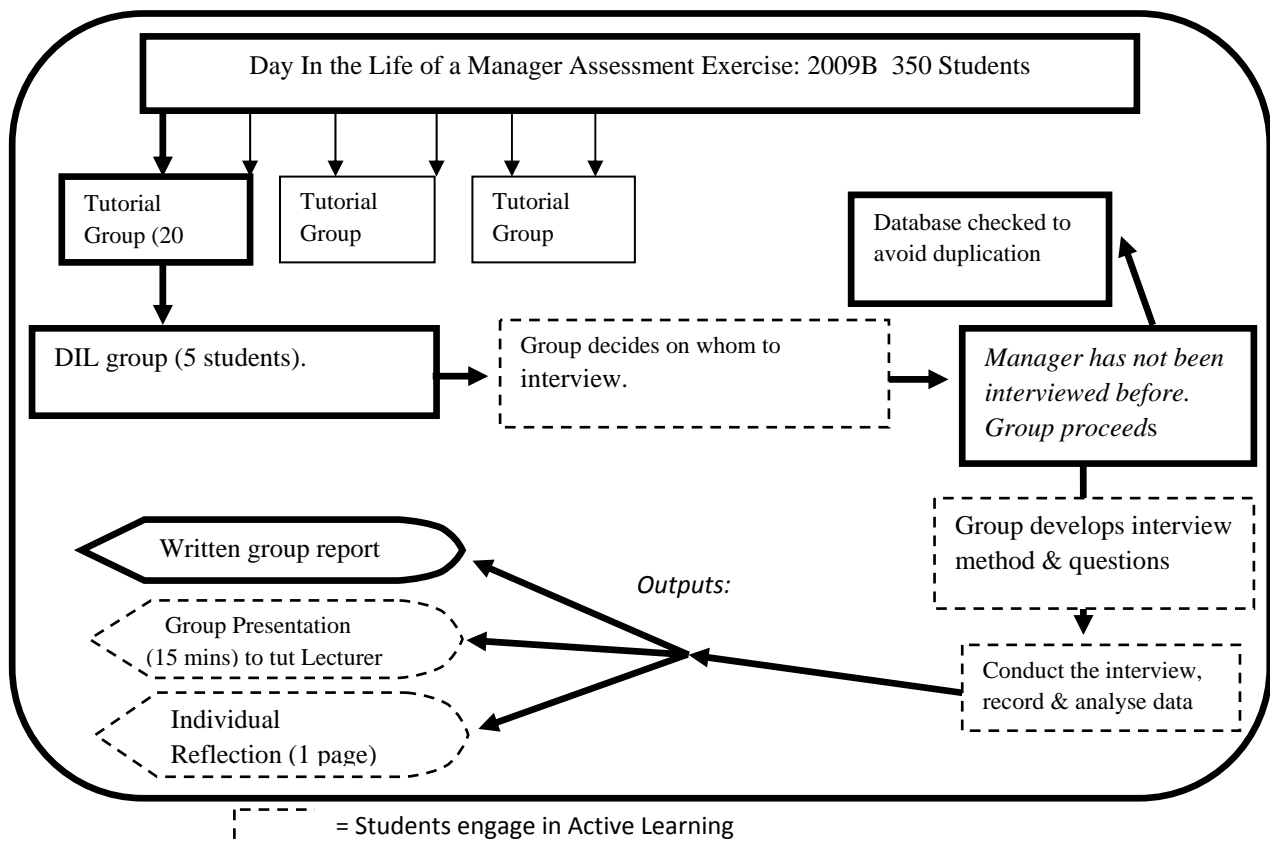 Day In the Life of a Manager Assessment Exercise: 2009B  350 Students
Tutorial
Group (20
Tutorial
Group
Tutorial
Group
Database checked to
avoid duplication
DIL group (5 students).
Group decides on whom to
interview.
Manager has not been
interviewed before.
Group proceeds
Group develops interview
method & questions
Conduct the interview,
record & analyse data
Outputs:
Written group report
Group Presentation
(15 mins) to tut Lecturer
Individual
Reflection (1 page)
= Students engage in Active Learning